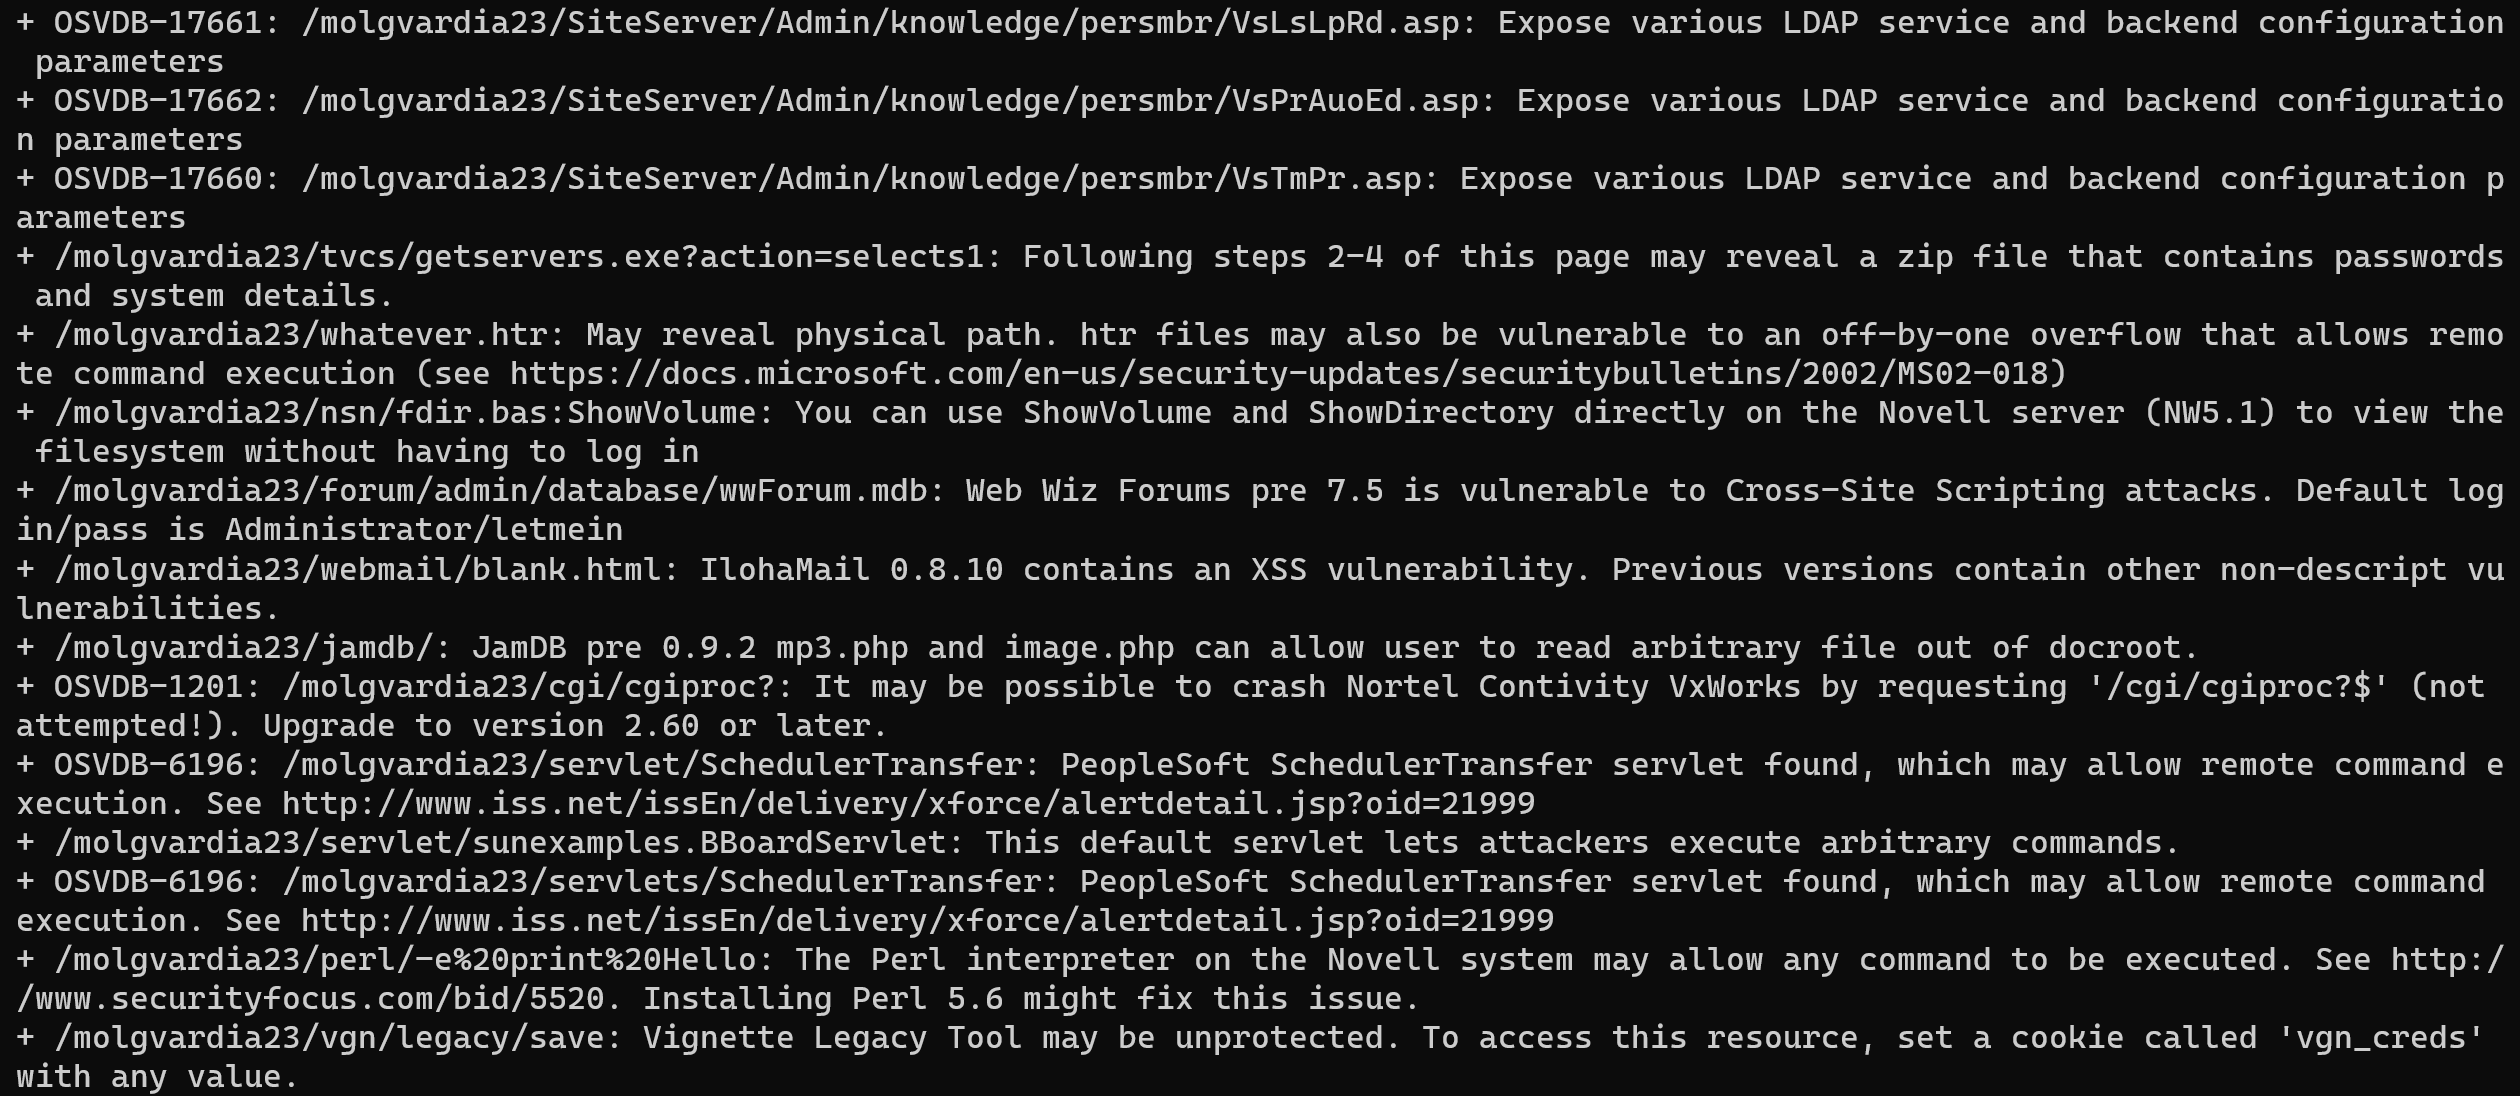 + OSVDB-17661: /molgvardia23/SiteServer/Admin/knowledge/persmbr/VsLsLpRd.asp: Expose various LDAP service and backend configuration
 parameters
+ OSVDB-17662: /molgvardia23/SiteServer/Admin/knowledge/persmbr/VsPrAuoEd.asp: Expose various LDAP service and backend configuratio
n parameters
+ OSVDB-17660: /molgvardia23/SiteServer/Admin/knowledge/persmbr/VsTmPr.asp: Expose various LDAP service and backend configuration p
arameters
+ /molgvardia23/tvcs/getservers.exe?action=selects1: Following steps 2-4 of this page may reveal a zip file that contains passwords
 and system details.
+ /molgvardia23/whatever.htr: May reveal physical path. htr files may also be vulnerable to an off-by-one overflow that allows remo
te command execution (see https://docs.microsoft.com/en-us/security-updates/securitybulletins/2002/MS02-018)
+ /molgvardia23/nsn/fdir.bas:ShowVolume: You can use ShowVolume and ShowDirectory directly on the Novell server (NW5.1) to view the
 filesystem without having to log in
+ /molgvardia23/forum/admin/database/wwForum.mdb: Web Wiz Forums pre 7.5 is vulnerable to Cross-Site Scripting attacks. Default log
in/pass is Administrator/letmein
+ /molgvardia23/webmail/blank.html: IlohaMail 0.8.10 contains an XSS vulnerability. Previous versions contain other non-descript vu
lnerabilities.
+ /molgvardia23/jamdb/: JamDB pre 0.9.2 mp3.php and image.php can allow user to read arbitrary file out of docroot.
+ OSVDB-1201: /molgvardia23/cgi/cgiproc?: It may be possible to crash Nortel Contivity VxWorks by requesting '/cgi/cgiproc?$' (not
attempted!). Upgrade to version 2.60 or later.
+ OSVDB-6196: /molgvardia23/servlet/SchedulerTransfer: PeopleSoft SchedulerTransfer servlet found, which may allow remote command e
xecution. See http://www.iss.net/issEn/delivery/xforce/alertdetail.jsp?oid=21999
+ /molgvardia23/servlet/sunexamples.BBoardServlet: This default servlet lets attackers execute arbitrary commands.
+ OSVDB-6196: /molgvardia23/servlets/SchedulerTransfer: PeopleSoft SchedulerTransfer servlet found, which may allow remote command
execution. See http://www.iss.net/issEn/delivery/xforce/alertdetail.jsp?oid=21999
+ /molgvardia23/perl/-e%20print%20Hello: The Perl interpreter on the Novell system may allow any command to be executed. See http:/
/www.securityfocus.com/bid/5520. Installing Perl 5.6 might fix this issue.
+ /molgvardia23/vgn/legacy/save: Vignette Legacy Tool may be unprotected. To access this resource, set a cookie called 'vgn_creds'
with any value.